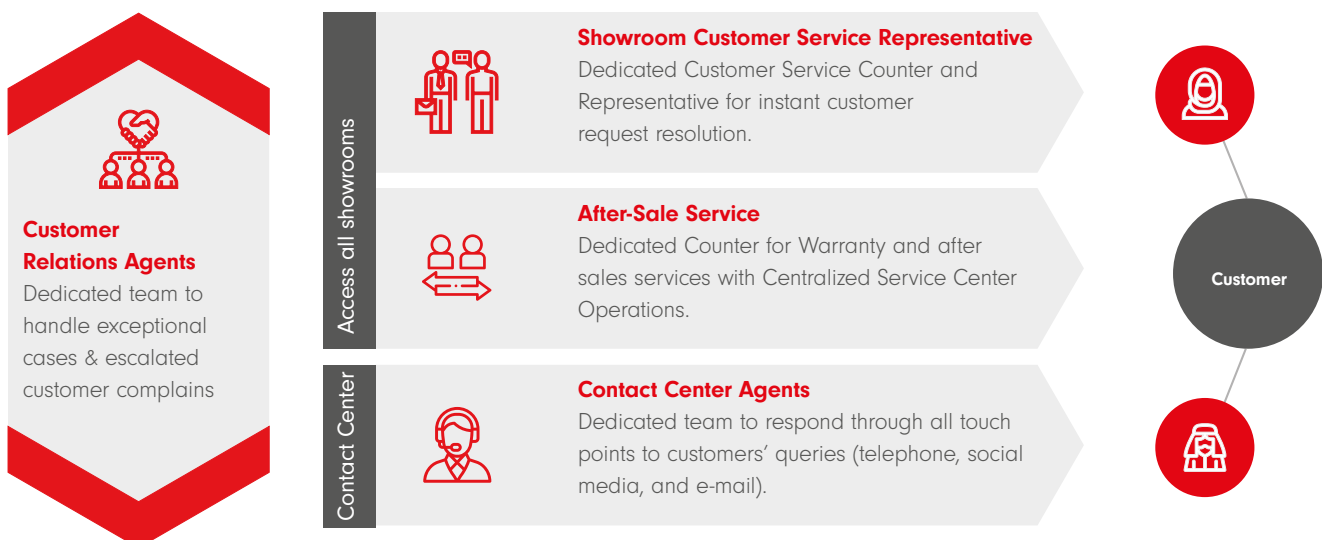 Customer
Relations Agents
Dedicated team to
handle exceptional
cases & escalated
customer complains
Access all showrooms
Showroom Customer Service Representative
Dedicated Customer Service Counter and
Representative for instant customer
request resolution.
After-Sale Service
Dedicated Counter for Warranty and after
sales services with Centralized Service Center
Operations.
Contact Center
Contact Center Agents
Dedicated team to respond through all touch
points to customers’ queries (telephone, social
media, and e-mail).
Customer